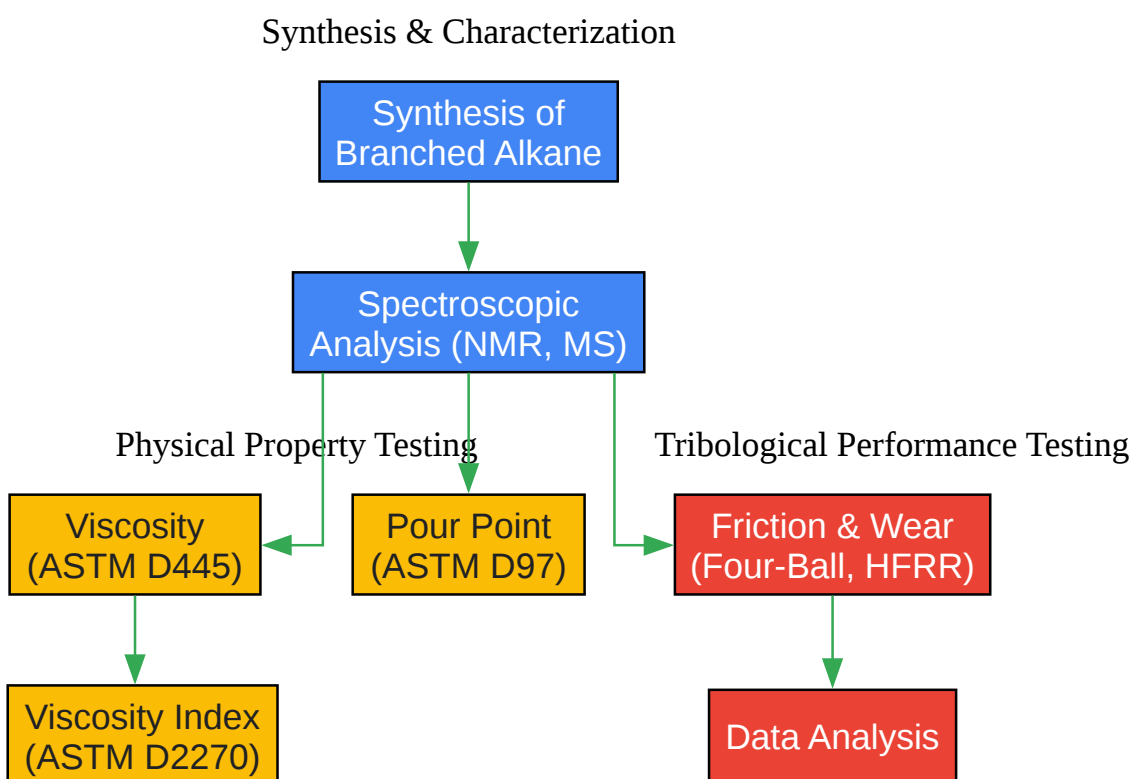 Synthesis & Characterization
Synthesis of
Branched Alkane
Spectroscopic
Analysis (NMR, MS)
Physical Property Testing
Tribological Performance Testing
Viscosity
(ASTM D445)
Pour Point
(ASTM D97)
Friction & Wear
(Four-Ball, HFRR)
Viscosity Index
(ASTM D2270)
Data Analysis